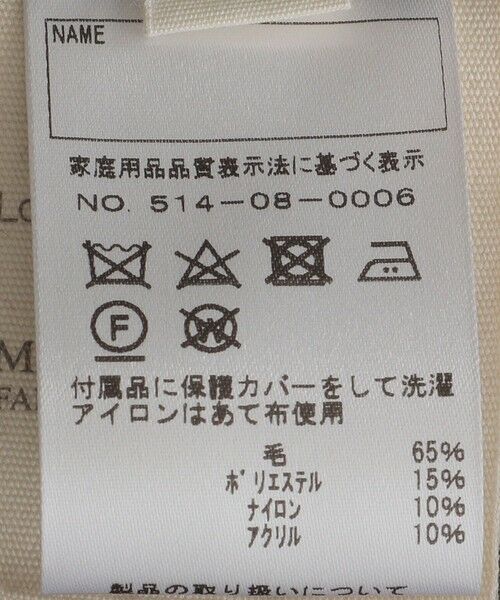 NAME
家庭用品品質表示法に基づく表示
NO. 514-08-0006
F
W
付属品に保護カバーをして洗濯
アイロンはあて布使用
毛 65%
ポリエステル 15%
ナイロン 10%
アクリル 10%
製品の取り扱いについて